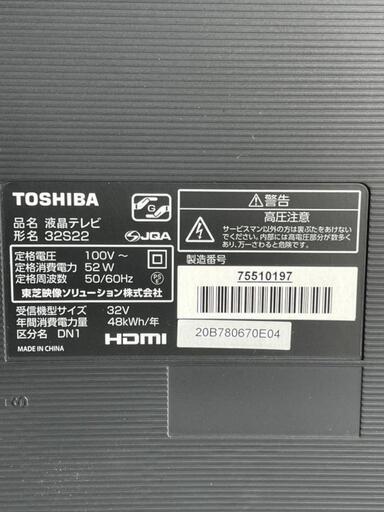 TOSHIBA
G
品名 液晶テレビ
形名 32S22
JQA
定格電圧 100V ～
定格消費電力 52W
定格周波数 50/60Hz
PS
E
東芝映像ソリューション株式会社
受信機型サイズ 32V
年間消費電力量 48kWh/年
区分名 DN1
MADE IN CHINA
HDMI
警告
高圧注意
サービスマン以外の方は裏ぶたをあけない
でください。内部には高電圧部分が数多く
あり、万一さわると危険です。
製造番号
75510197
20B780670E04